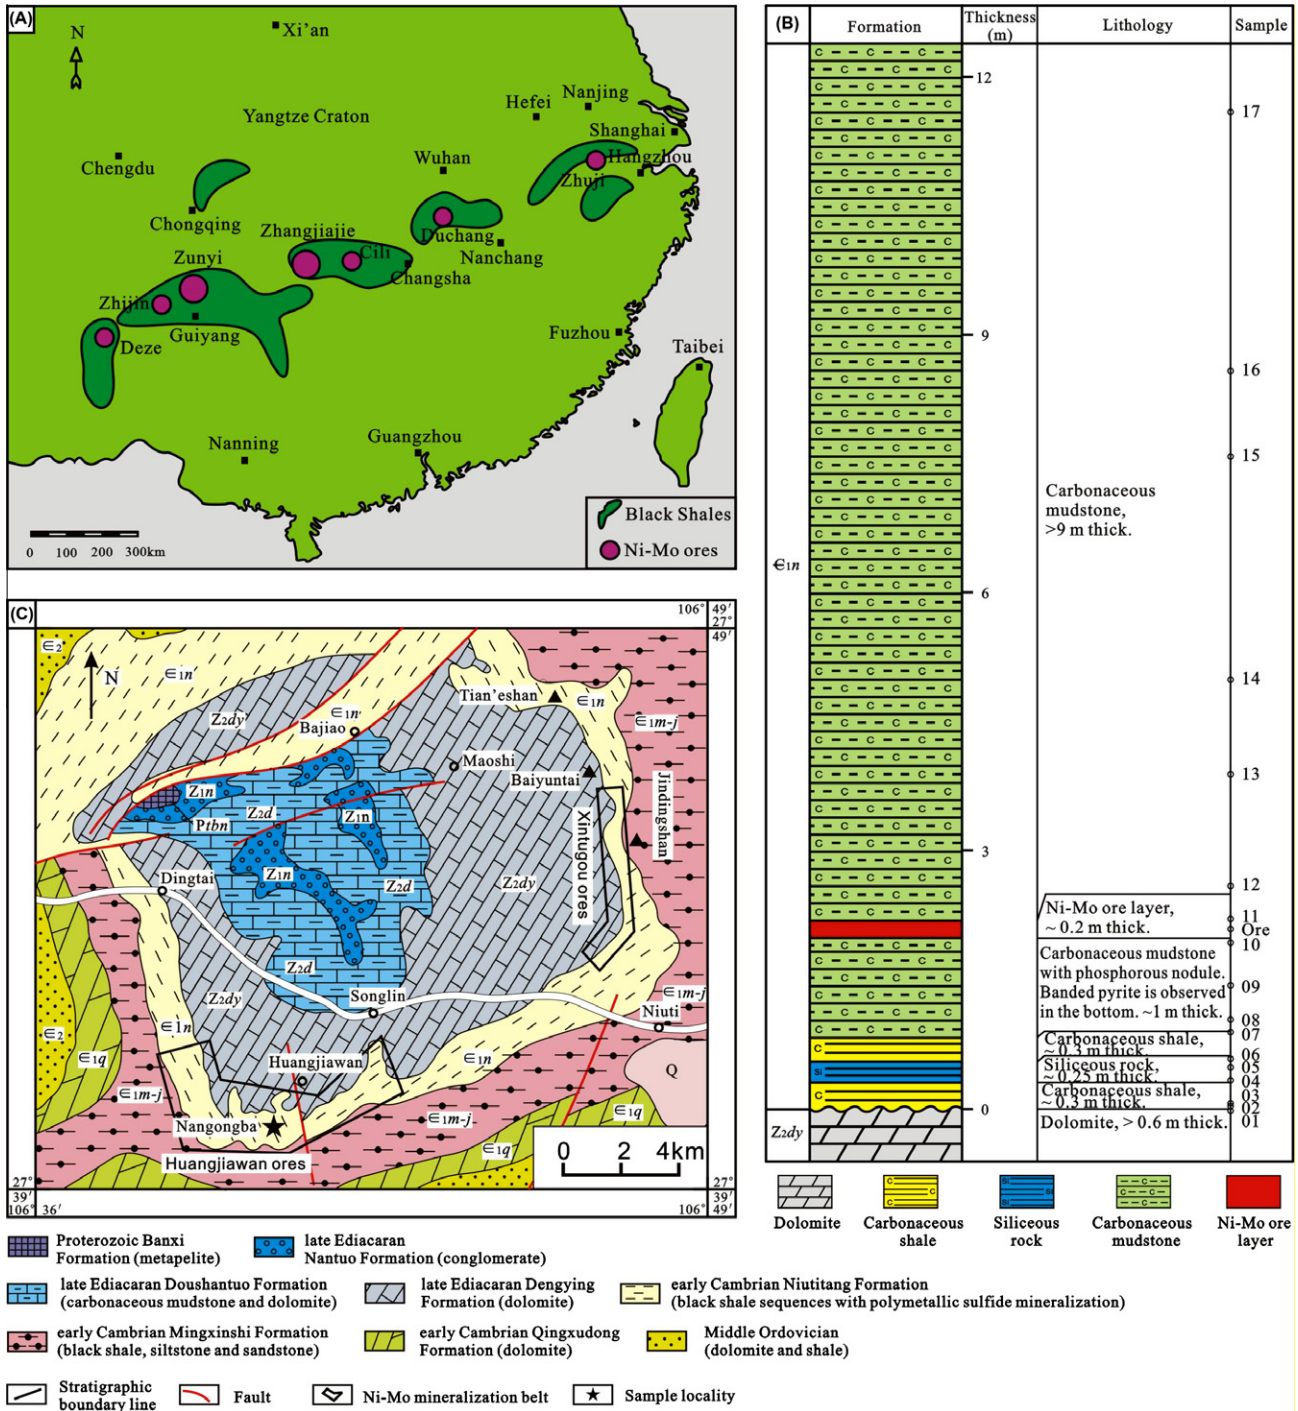 (A)
N
Xi'an
Yangtze Craton
Hefei
Nanjing
Shanghai
Hangzhou
Zhuji
Chengdu
Wuhan
Chongqing
Zhangjiajie
Duchang
Nanchang
Cili
Changsha
Zunyi
Zhijin
Guiyang
Deze
Fuzhou
Taibei
Nanning
Guangzhou
Black Shales
Ni-Mo ores
0 100 200 300km
(B)
Formation
Thickness (m)
Lithology
Sample
12
9
6
3
0
∈1n
Z2dy
Carbonaceous
mudstone,
>9 m thick.
Ni-Mo ore layer,
~ 0.2 m thick.
Carbonaceous mudstone
with phosphorous nodule.
Banded pyrite is observed
in the bottom. ~1 m thick.
Carbonaceous shale,
~ 0.3 m thick.
Siliceous rock,
~ 0.25 m thick.
Carbonaceous shale,
~ 0.3 m thick.
Dolomite, > 0.6 m thick.
17
16
15
14
13
12
11
Ore
10
09
08
07
06
05
04
03
02
01
Dolomite
Carbonaceous
shale
Siliceous
rock
Carbonaceous
mudstone
Ni-Mo ore
layer
(C)
106° 49'
27°
49'
∈2
N
∈1n
Z2dy
∈1n
Bajiao
Tian'eshan
∈1n
∈1m-j
Maoshi
Baiyuntai
Jindingshan
Z1n
Ptbn
Z2d
Z1n
Xintugou ores
Dingtai
Z1n
Z2d
Z2dy
Z2d
Z2dy
Songlin
∈1m-j
Niuti
∈2
∈1q
∈1n
Huangjiawan
∈1n
Q
∈1m-j
Nangongba
∈1m-j
∈1q
∈1q
Huangjiawan ores
0 2 4km
27°
39'
106° 36'
27°
39'
106° 49'
Proterozoic Banxi
Formation (metapelite)
late Ediacaran
Nantuo Formation (conglomerate)
late Ediacaran Doushantuo Formation
(carbonaceous mudstone and dolomite)
late Ediacaran Dengying
Formation (dolomite)
early Cambrian Niutitang Formation
(black shale sequences with polymetallic sulfide mineralization)
early Cambrian Mingxinshi Formation
(black shale, siltstone and sandstone)
early Cambrian Qingxudong
Formation (dolomite)
Middle Ordovician
(dolomite and shale)
Stratigraphic
boundary line
Fault
Ni-Mo mineralization belt
Sample locality